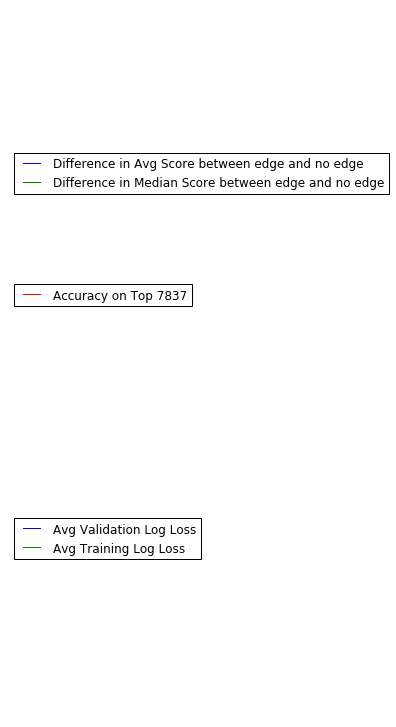 Difference in Avg Score between edge and no edge
Difference in Median Score between edge and no edge
Accuracy on Top 7837
Avg Validation Log Loss
Avg Training Log Loss